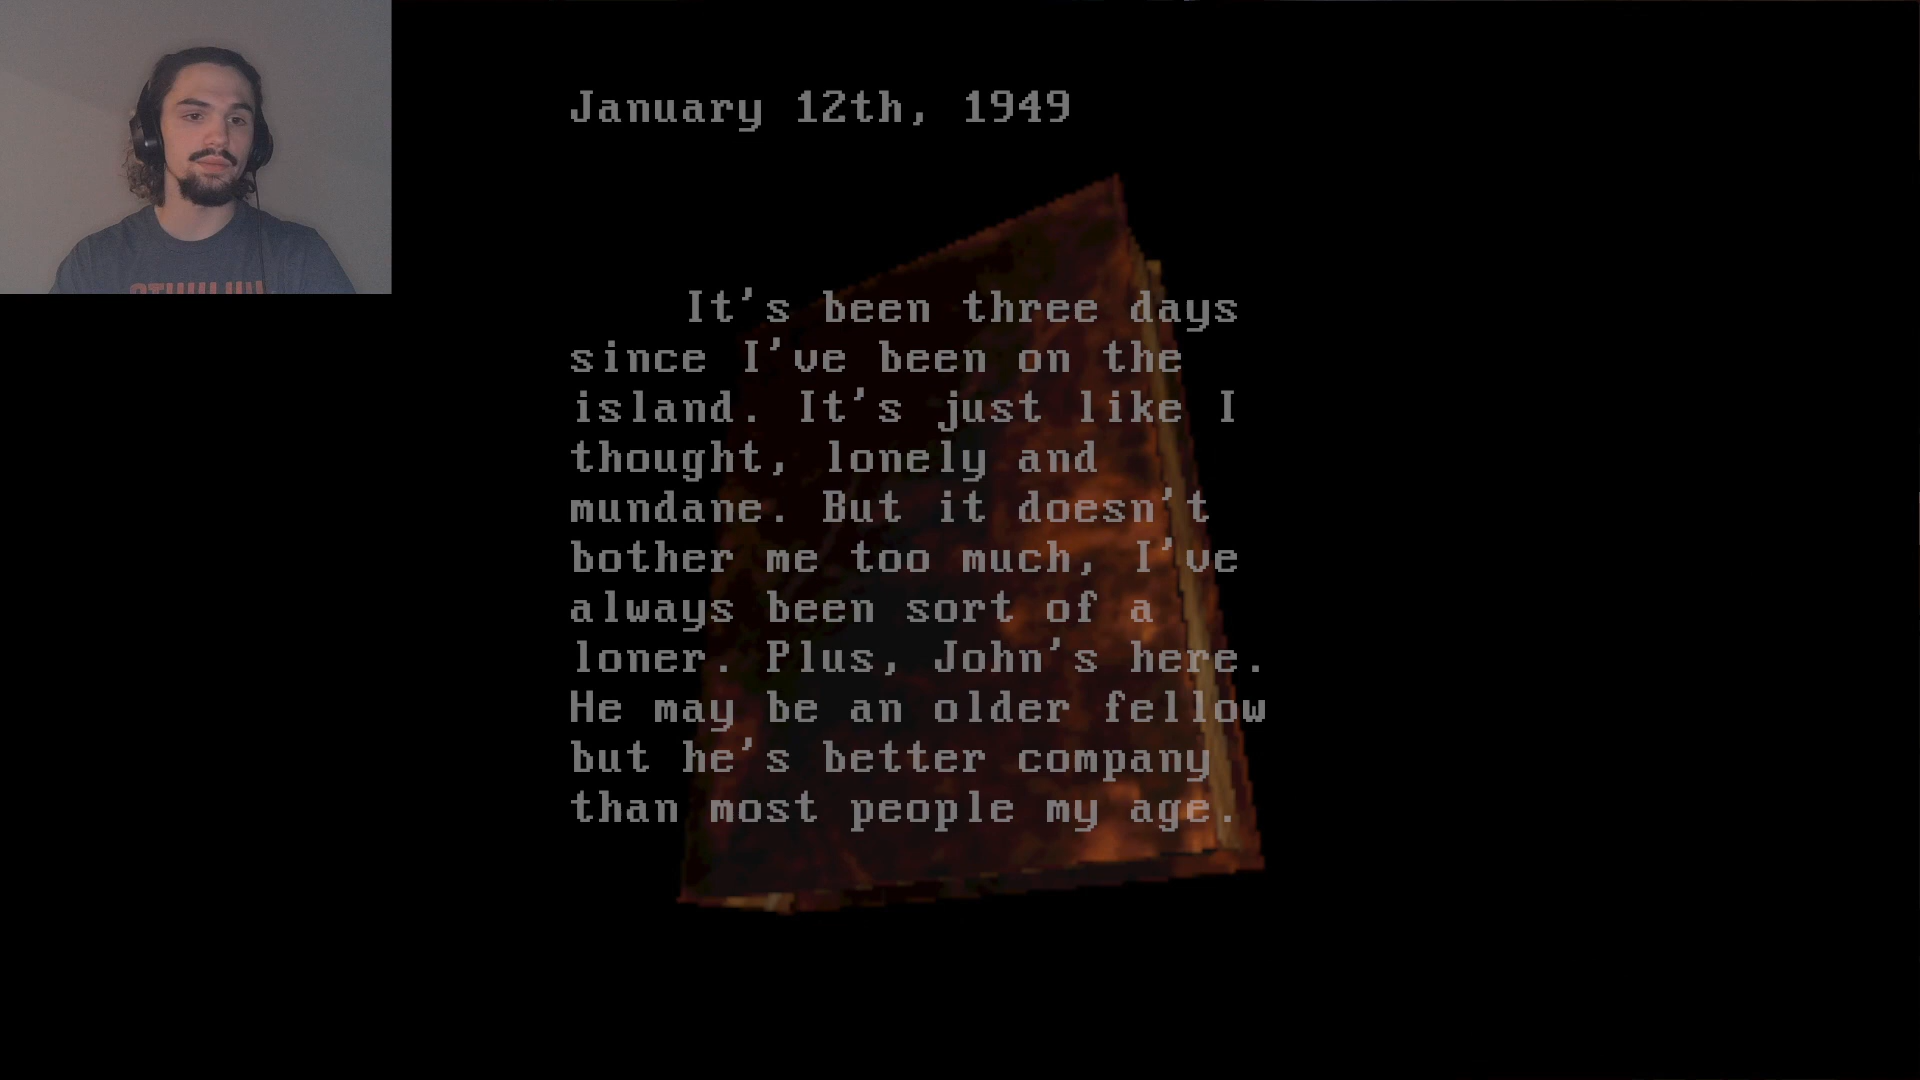 January 12th, 1949
It's been three days
since I've been on the
island. It's just like I
thought, lonely and
mundane. But it doesn't
bother me too much, I've
always been sort of a
loner. Plus, John's here.
He may be an older fellow
but he's better company
than most people my age.